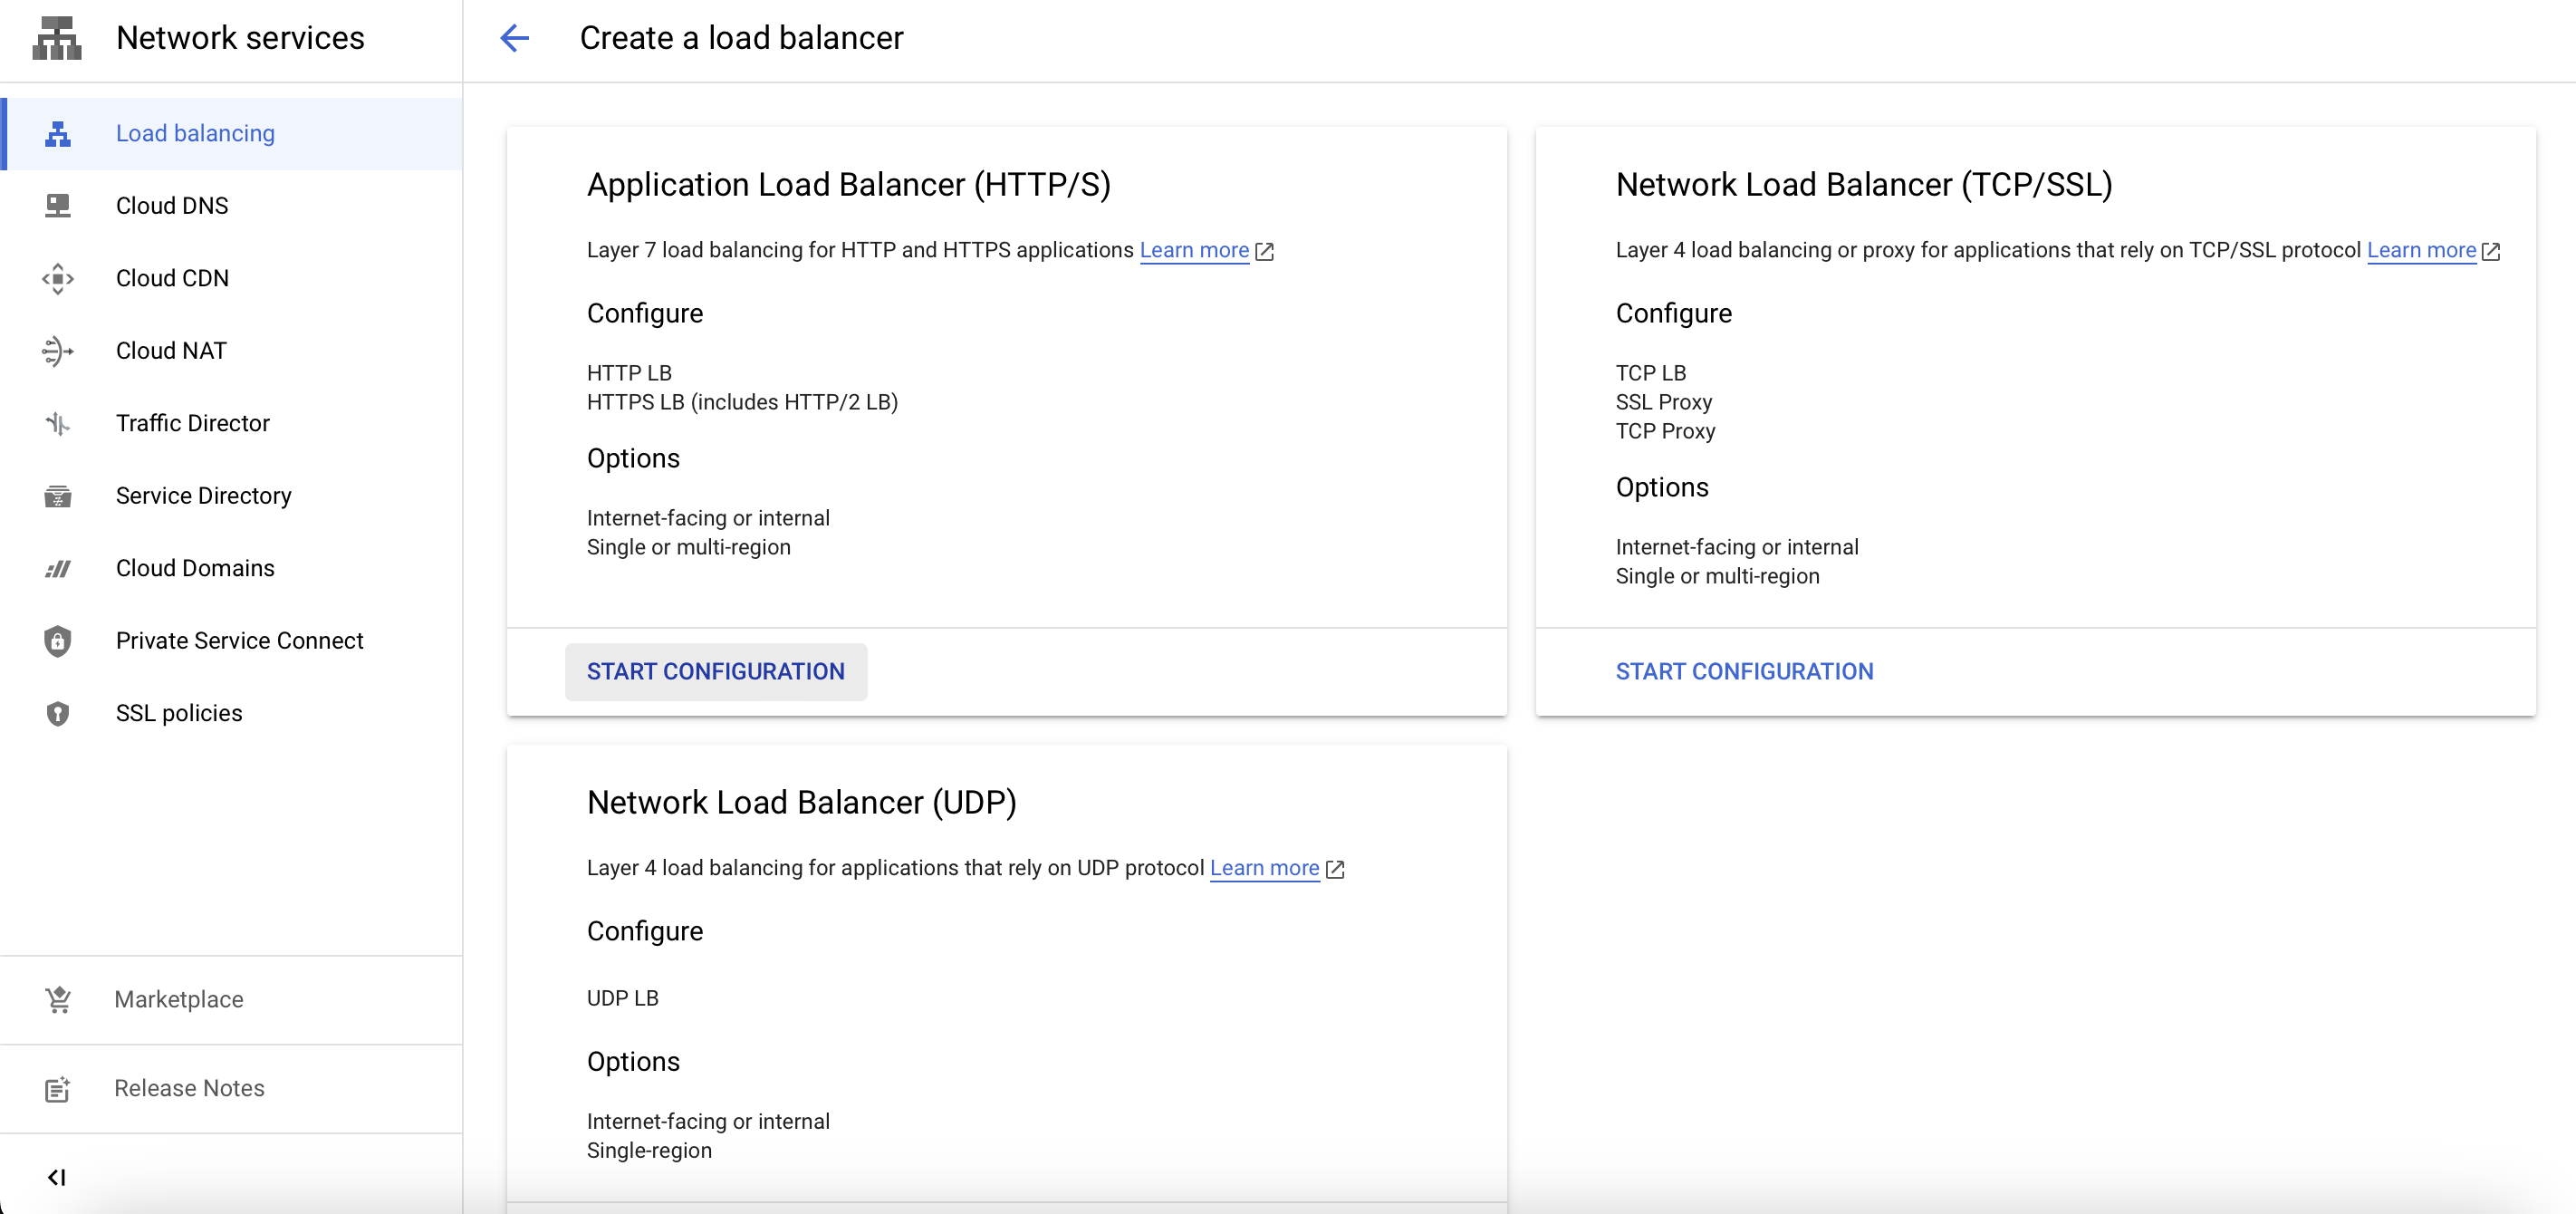 Network services
Load balancing
Cloud DNS
Cloud CDN
Cloud NAT
Traffic Director
Service Directory
Cloud Domains
Private Service Connect
SSL policies
Marketplace
Release Notes
Create a load balancer
Application Load Balancer (HTTP/S)
Layer 7 load balancing for HTTP and HTTPS applications Learn more
Configure
HTTP LB
HTTPS LB (includes HTTP/2 LB)
Options
Internet-facing or internal
Single or multi-region
START CONFIGURATION
Network Load Balancer (TCP/SSL)
Layer 4 load balancing or proxy for applications that rely on TCP/SSL protocol Learn more
Configure
TCP LB
SSL Proxy
TCP Proxy
Options
Internet-facing or internal
Single or multi-region
START CONFIGURATION
Network Load Balancer (UDP)
Layer 4 load balancing for applications that rely on UDP protocol Learn more
Configure
UDP LB
Options
Internet-facing or internal
Single-region